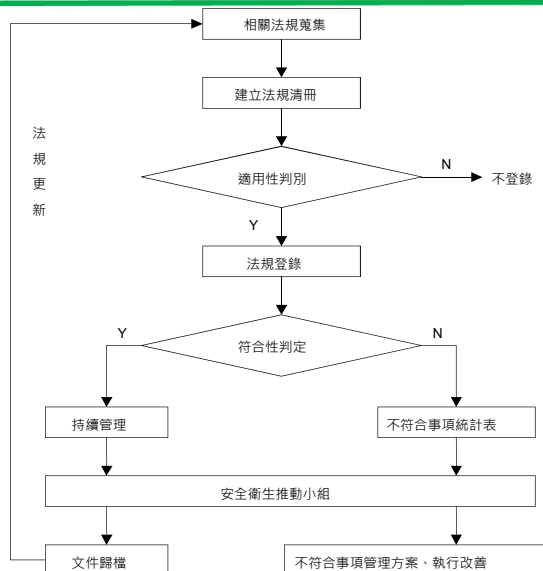 相關法規蒐集
建立法規清冊
法規更新
適用性判別
N
不登錄
Y
法規登錄
Y
符合性判定
N
持續管理
不符合事項統計表
安全衛生推動小組
文件歸檔
不符合事項管理方案、執行改善